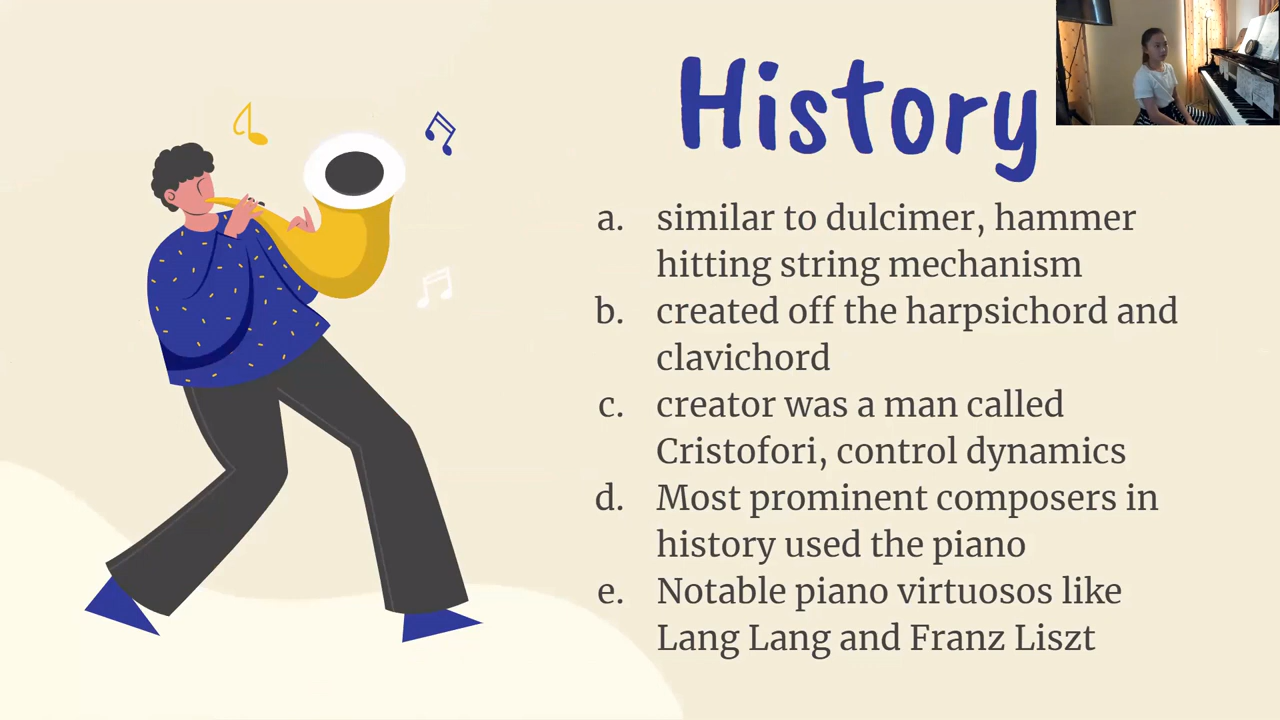 History
a. similar to dulcimer, hammer
hitting string mechanism
b. created off the harpsichord and
clavichord
c. creator was a man called
Cristofori, control dynamics
d. Most prominent composers in
history used the piano
e. Notable piano virtuosos like
Lang Lang and Franz Liszt